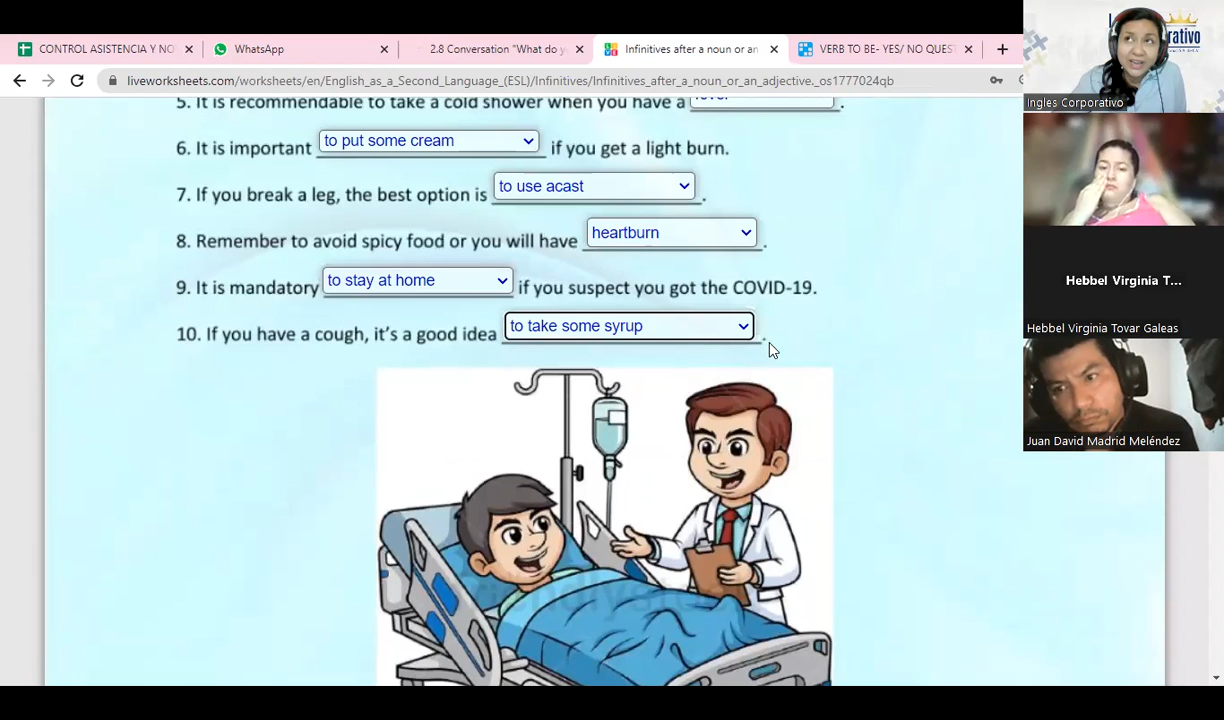 CONTROL ASISTENCIA Y NO
WhatsApp
2.8 Conversation "What do y
Infinitives after a noun or an
VERB TO BE- YES/ NO QUEST
liveworksheets.com/worksheets/en/English_as_a_Second_Language_(ESL)/Infinitives/Infinitives_after_a_noun_or_an_adjective._os1777024qb
5. It is recommendable to take a cold shower when you have a fever .
6. It is important to put some cream if you get a light burn.
7. If you break a leg, the best option is to use acast .
8. Remember to avoid spicy food or you will have heartburn .
9. It is mandatory to stay at home if you suspect you got the COVID-19.
10. If you have a cough, it's a good idea to take some syrup .
Ingles Corporativo
Hebbel Virginia T...
Hebbel Virginia Tovar Galeas
Juan David Madrid Meléndez